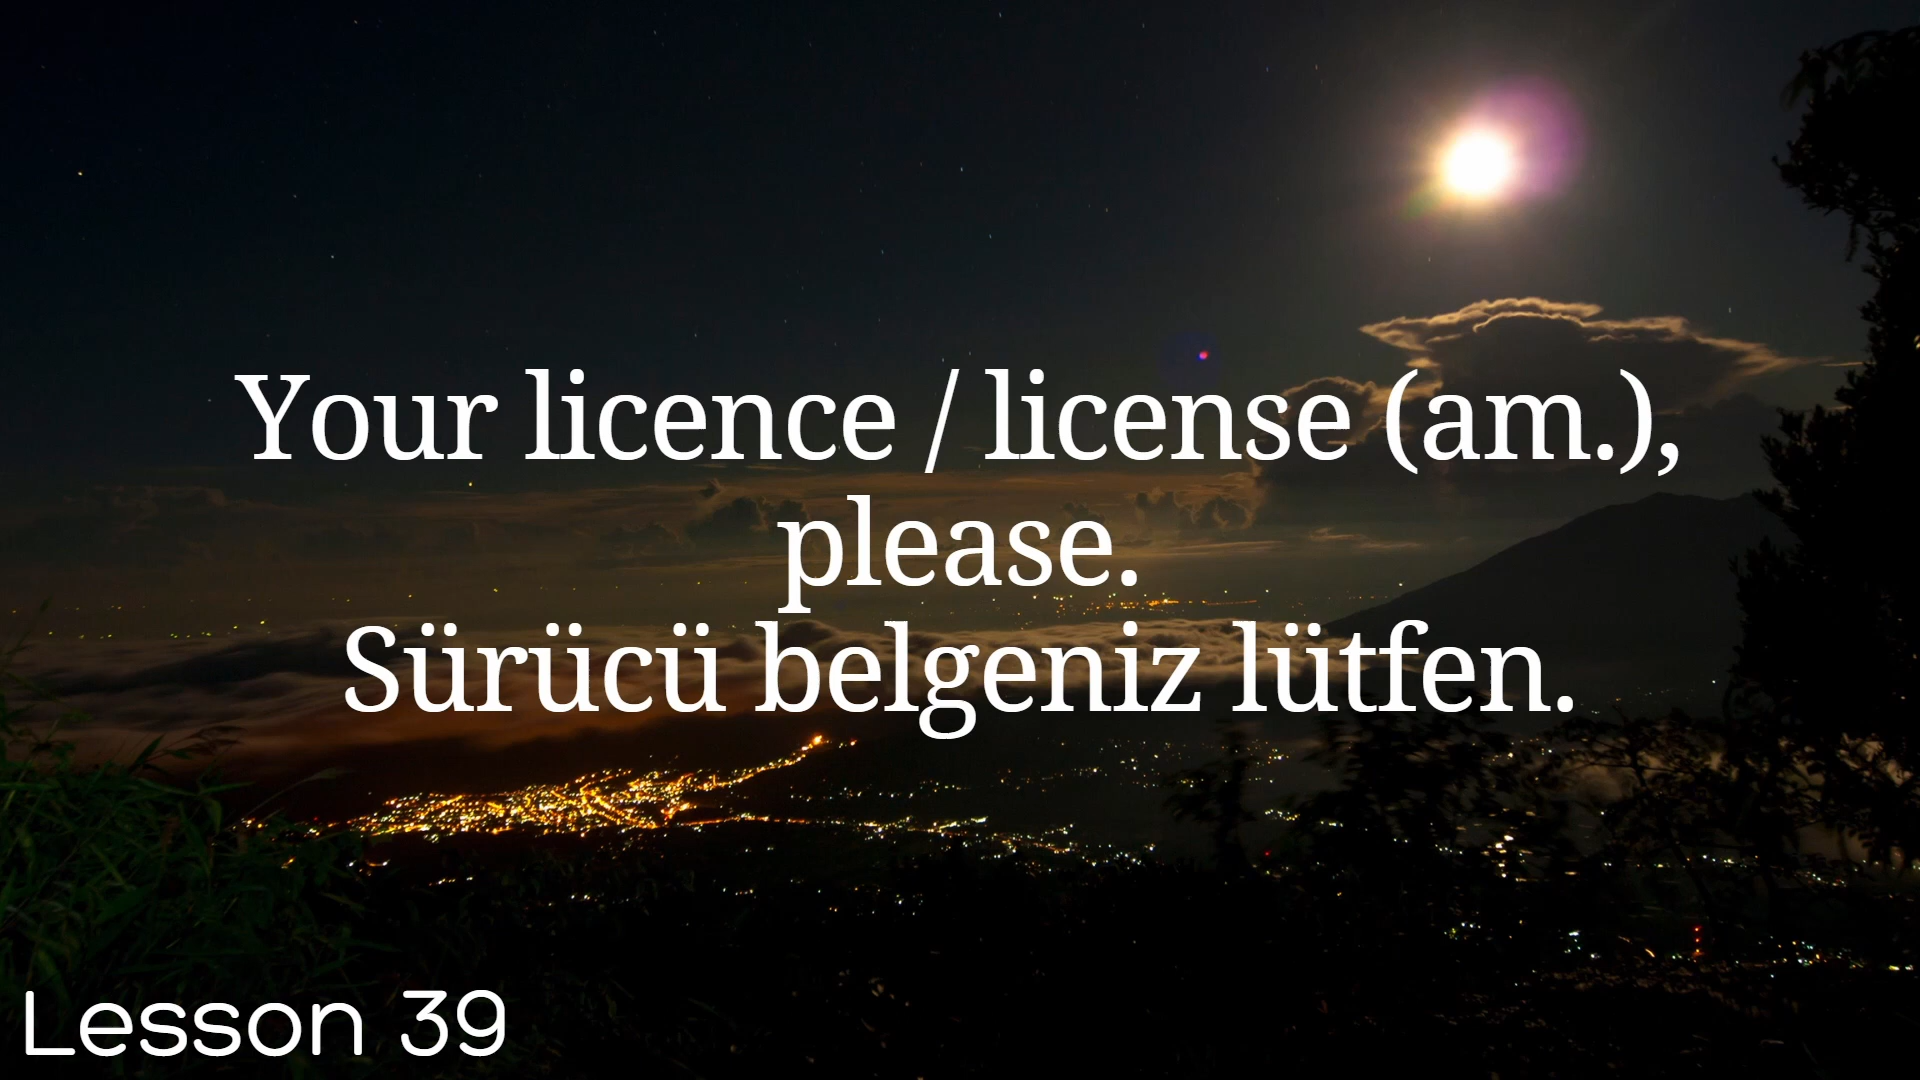 Your licence / license (am.),
please.
Sürücü belgeniz lütfen.
Lesson 39